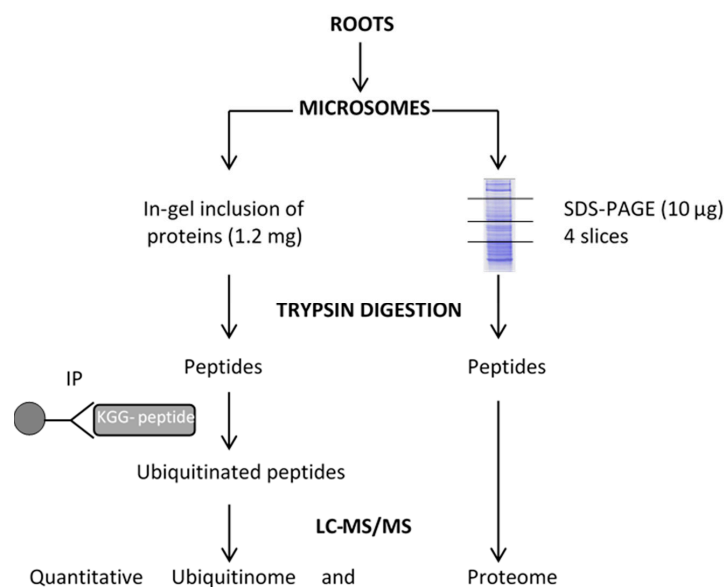 ROOTS
MICROSOMES
In-gel inclusion of
proteins (1.2 mg)
SDS-PAGE (10 µg)
4 slices
TRYPSIN DIGESTION
Peptides
Peptides
IP
KGG- peptide
Ubiquitinated peptides
LC-MS/MS
Quantitative Ubiquitinome and Proteome